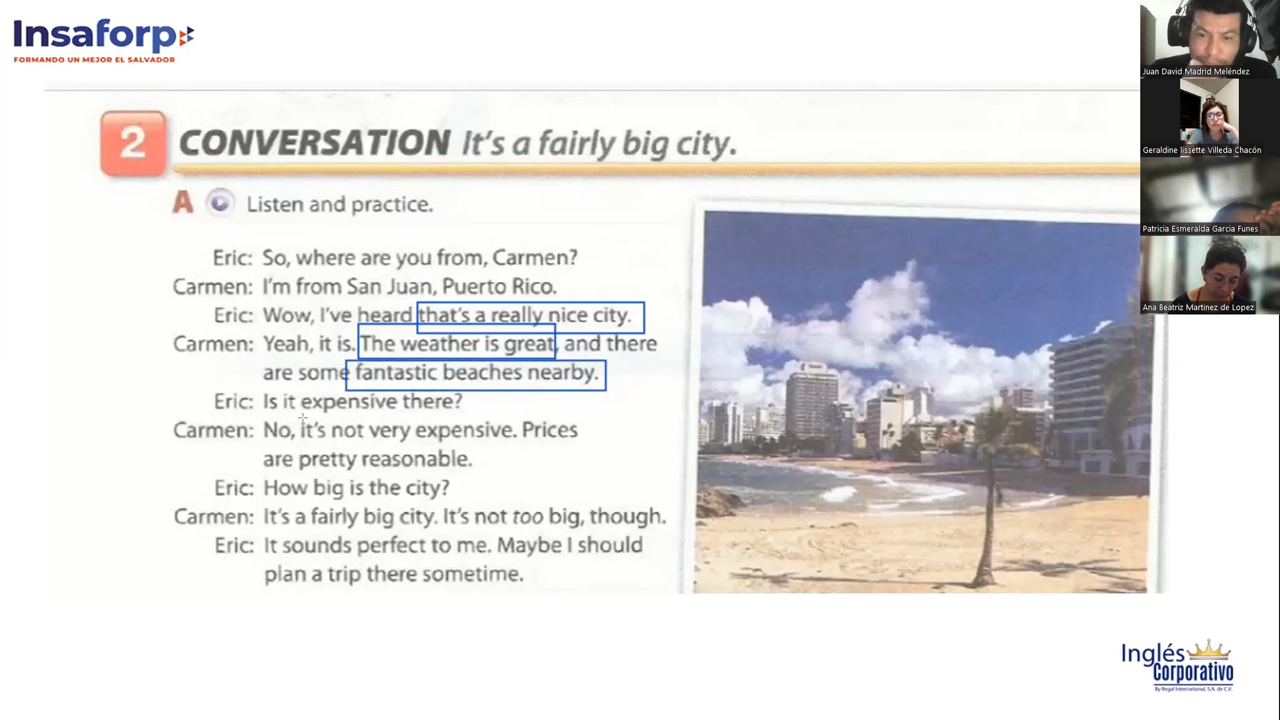 Insaforp
FORMANDO UN MEJOR EL SALVADOR
2 CONVERSATION It's a fairly big city.
A Listen and practice.
Eric: So, where are you from, Carmen?
Carmen: I'm from San Juan, Puerto Rico.
Eric: Wow, I've heard that's a really nice city.
Carmen: Yeah, it is. The weather is great, and there
are some fantastic beaches nearby.
Eric: Is it expensive there?
Carmen: No, it's not very expensive. Prices
are pretty reasonable.
Eric: How big is the city?
Carmen: It's a fairly big city. It's not too big, though.
Eric: It sounds perfect to me. Maybe I should
plan a trip there sometime.
Juan David Madrid Meléndez
Geraldine lissette Villeda Chacón
Patricia Esmeralda Garcia Funes
Ana Beatriz Martinez de Lopez
Inglés
Corporativo
By Regal International, S.A. de C.V.